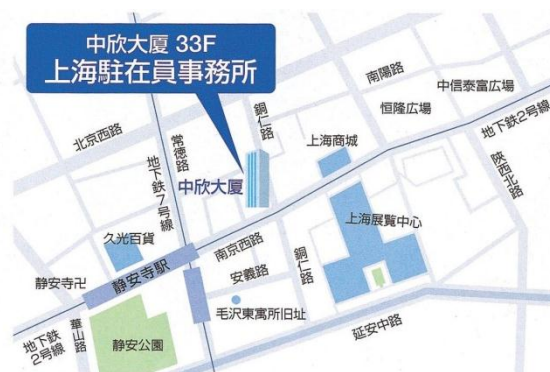 中欣大厦 33F
上海駐在員事務所
南陽路
中信泰富広場
恒隆広場
地下鉄2号線
銅仁路
北京西路
常徳路
上海商城
地下鉄7号線
中欣大厦
陝西北路
久光百貨
上海展覧中心
南京西路
静安寺卍
静安寺駅
安義路
銅仁路
毛沢東寓所旧址
延安中路
地下鉄
2号線
華山路
静安公園